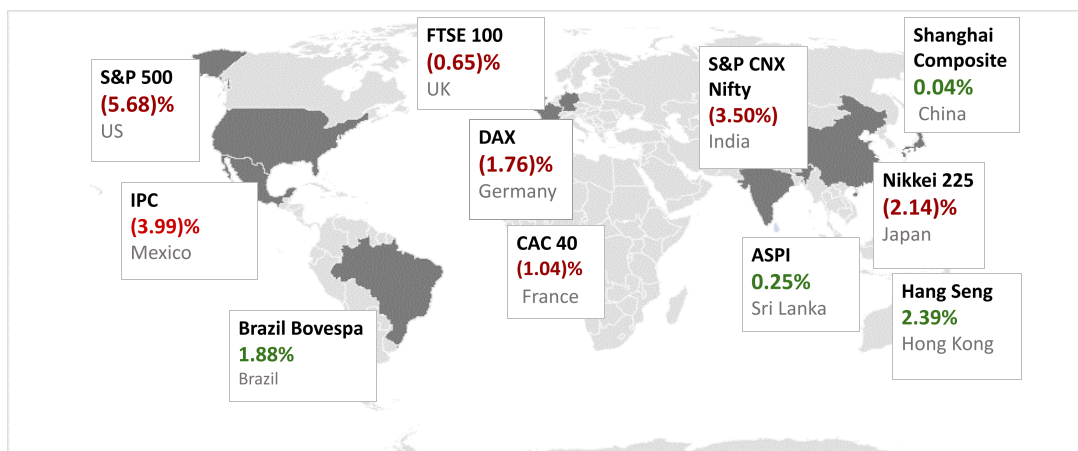 S&P 500
(5.68)%
US
FTSE 100
(0.65)%
UK
S&P CNX
Nifty
(3.50%)
India
Shanghai
Composite
0.04%
China
DAX
(1.76)%
Germany
IPC
(3.99)%
Mexico
Nikkei 225
(2.14)%
Japan
CAC 40
(1.04)%
France
ASPI
0.25%
Sri Lanka
Hang Seng
2.39%
Hong Kong
Brazil Bovespa
1.88%
Brazil